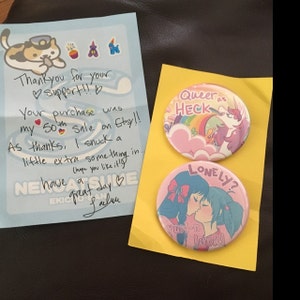 Thankyou for your
support!!!
Your purchase was
my 50th sale on Etsy!!
As thanks, I snuck a
little extra something in
(hope you like it!)
have a
great day
Queer as
HECK
LONELY?